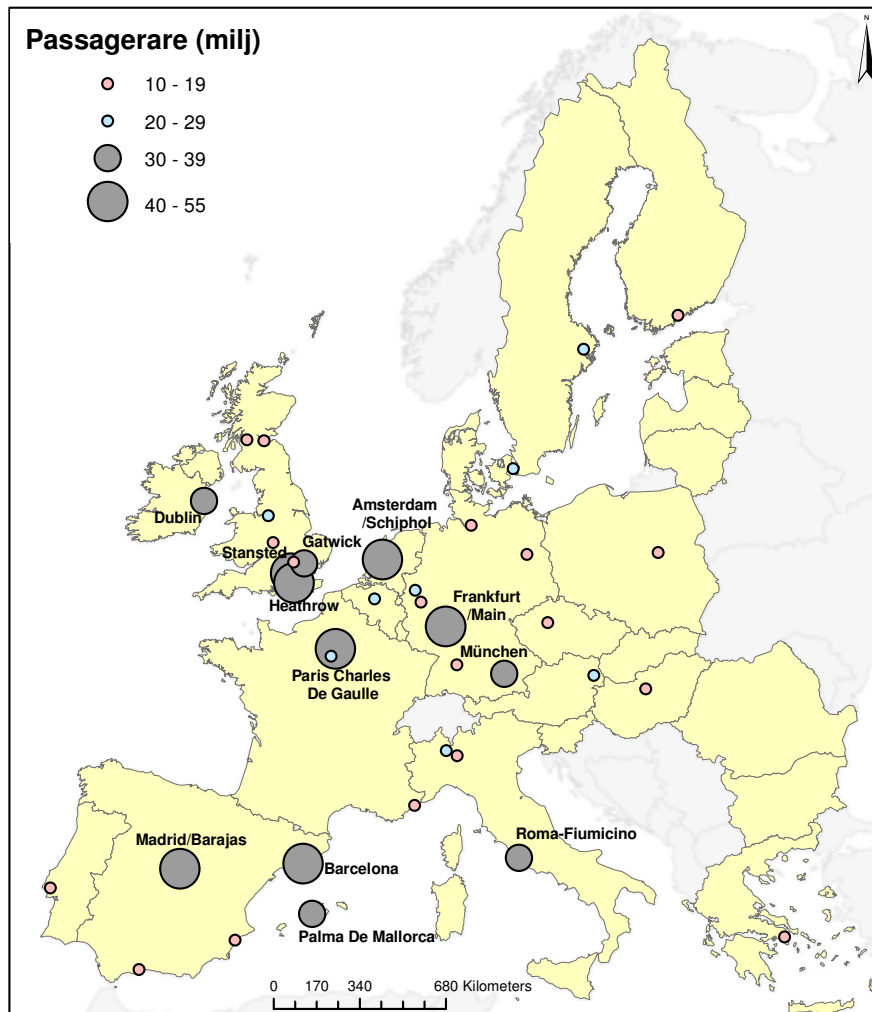 Passagerare (milj)
N
10 - 19
20 - 29
30 - 39
40 - 55
Amsterdam
/Schiphol
Dublin
Gatwick
Stansted
Heathrow
Frankfurt
/Main
München
Paris Charles
De Gaulle
Madrid/Barajas
Roma-Fiumicino
Barcelona
Palma De Mallorca
0 170 340 680 Kilometers